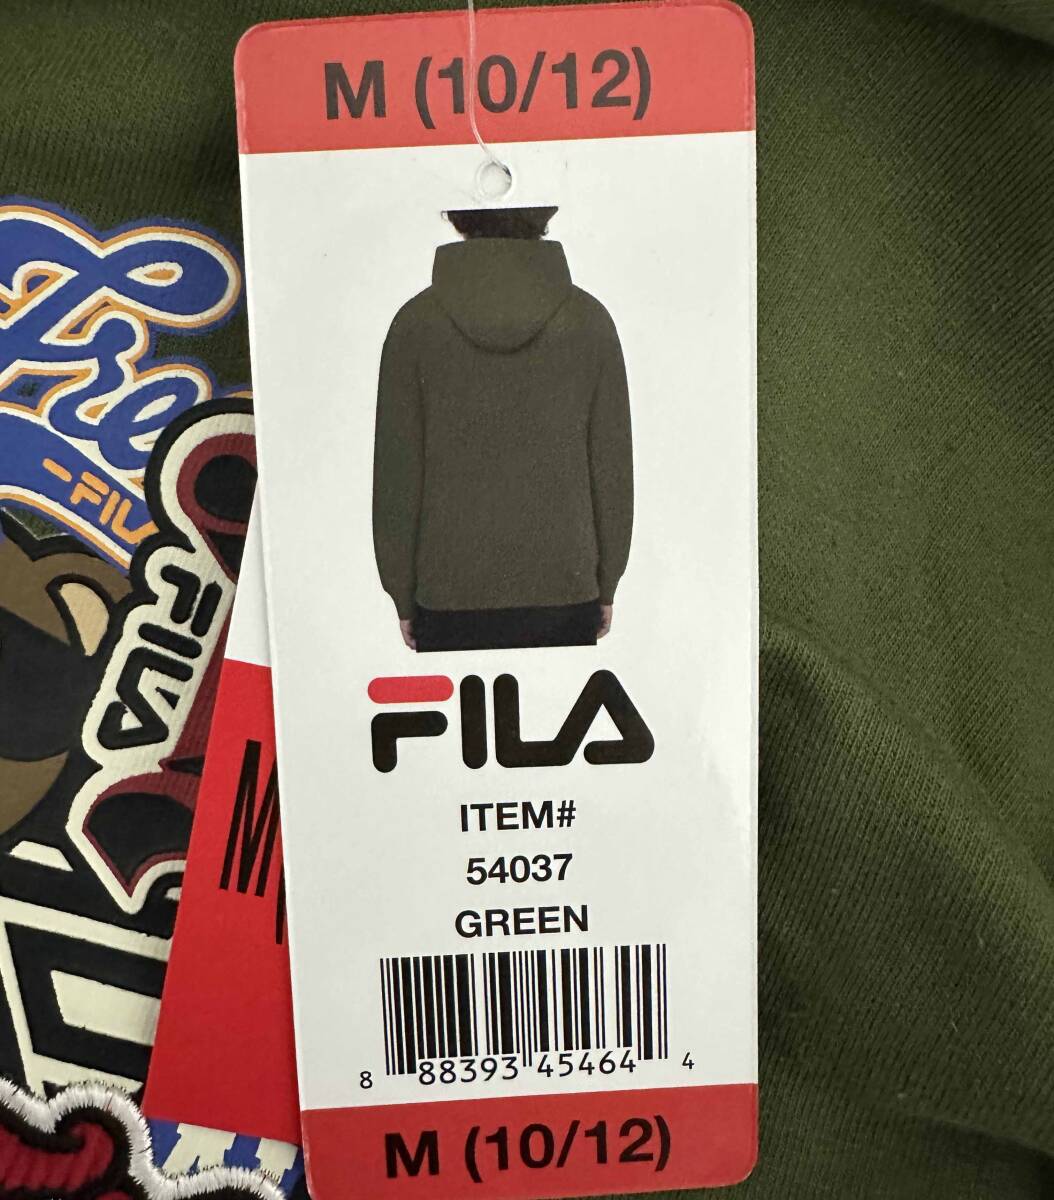 M (10/12)
FILA
FILA
FILA
ITEM#
54037
GREEN
8 88393 45464 4
M (10/12)